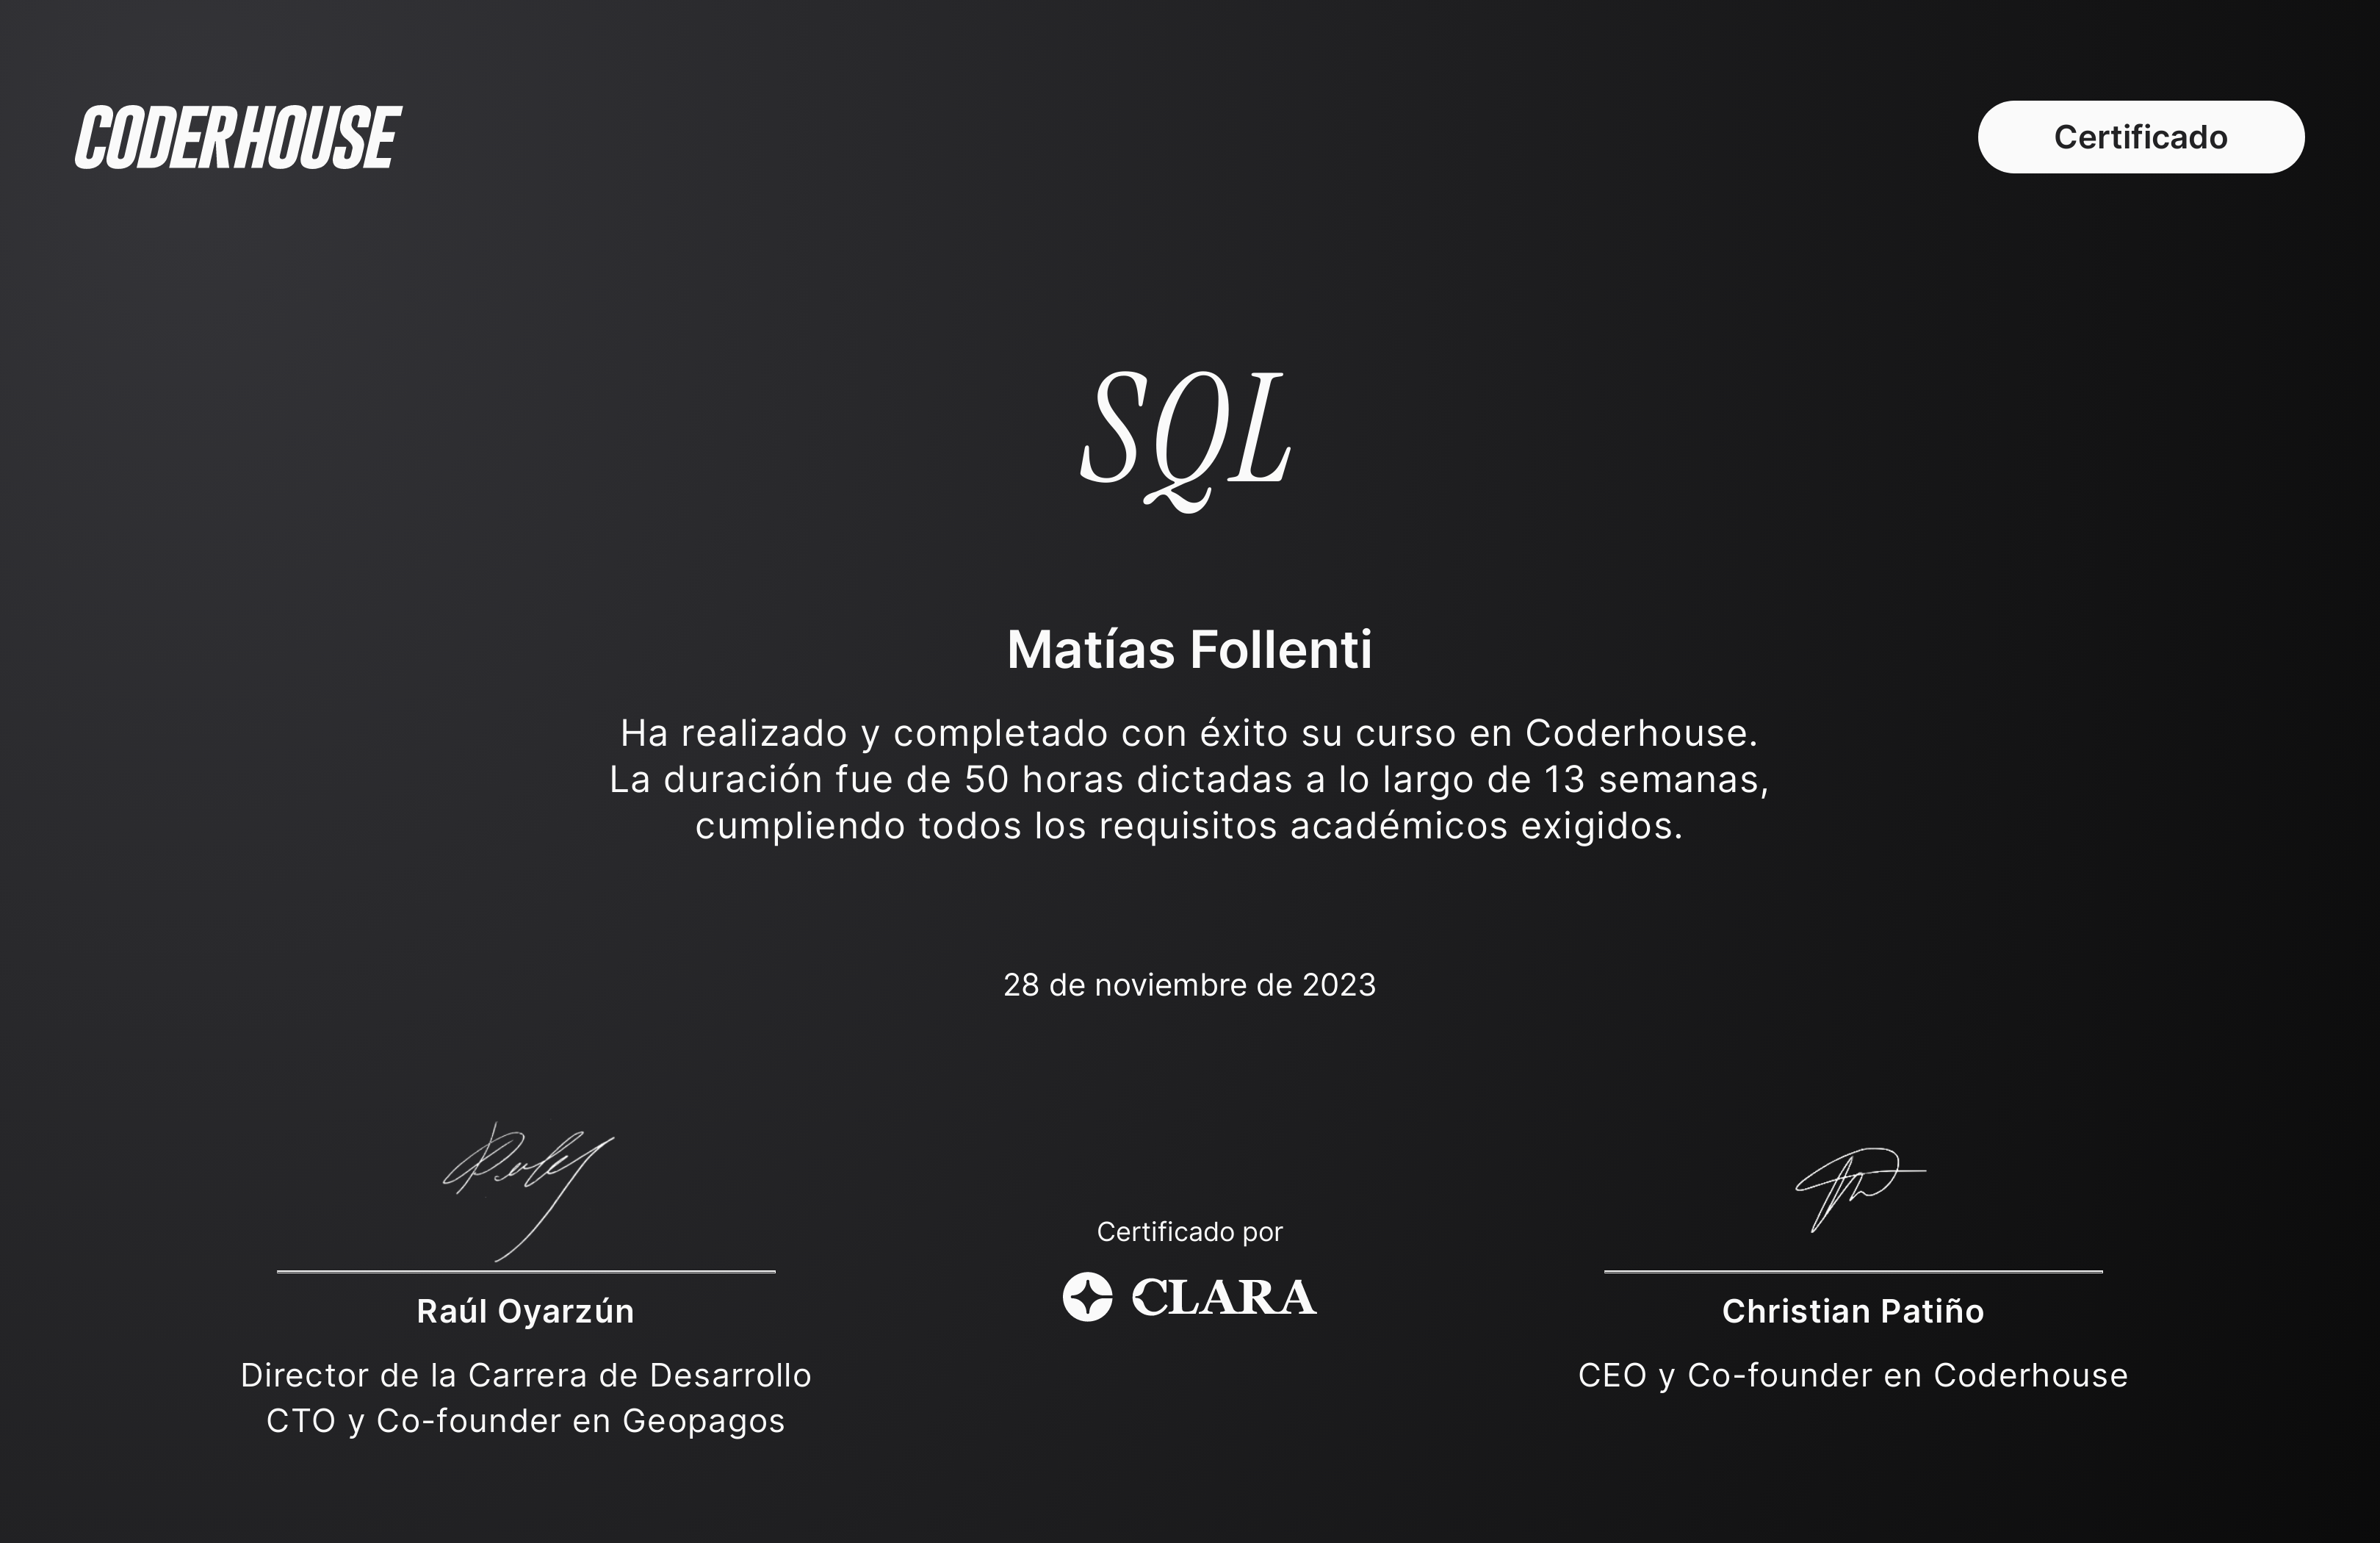 CODERHOUSE
Certificado
SQL
Matías Follenti
Ha realizado y completado con éxito su curso en Coderhouse.
La duración fue de 50 horas dictadas a lo largo de 13 semanas,
cumpliendo todos los requisitos académicos exigidos.
28 de noviembre de 2023
Raúl Oyarzún
Director de la Carrera de Desarrollo
CTO y Co-founder en Geopagos
Certificado por
CLARA
Christian Patiño
CEO y Co-founder en Coderhouse